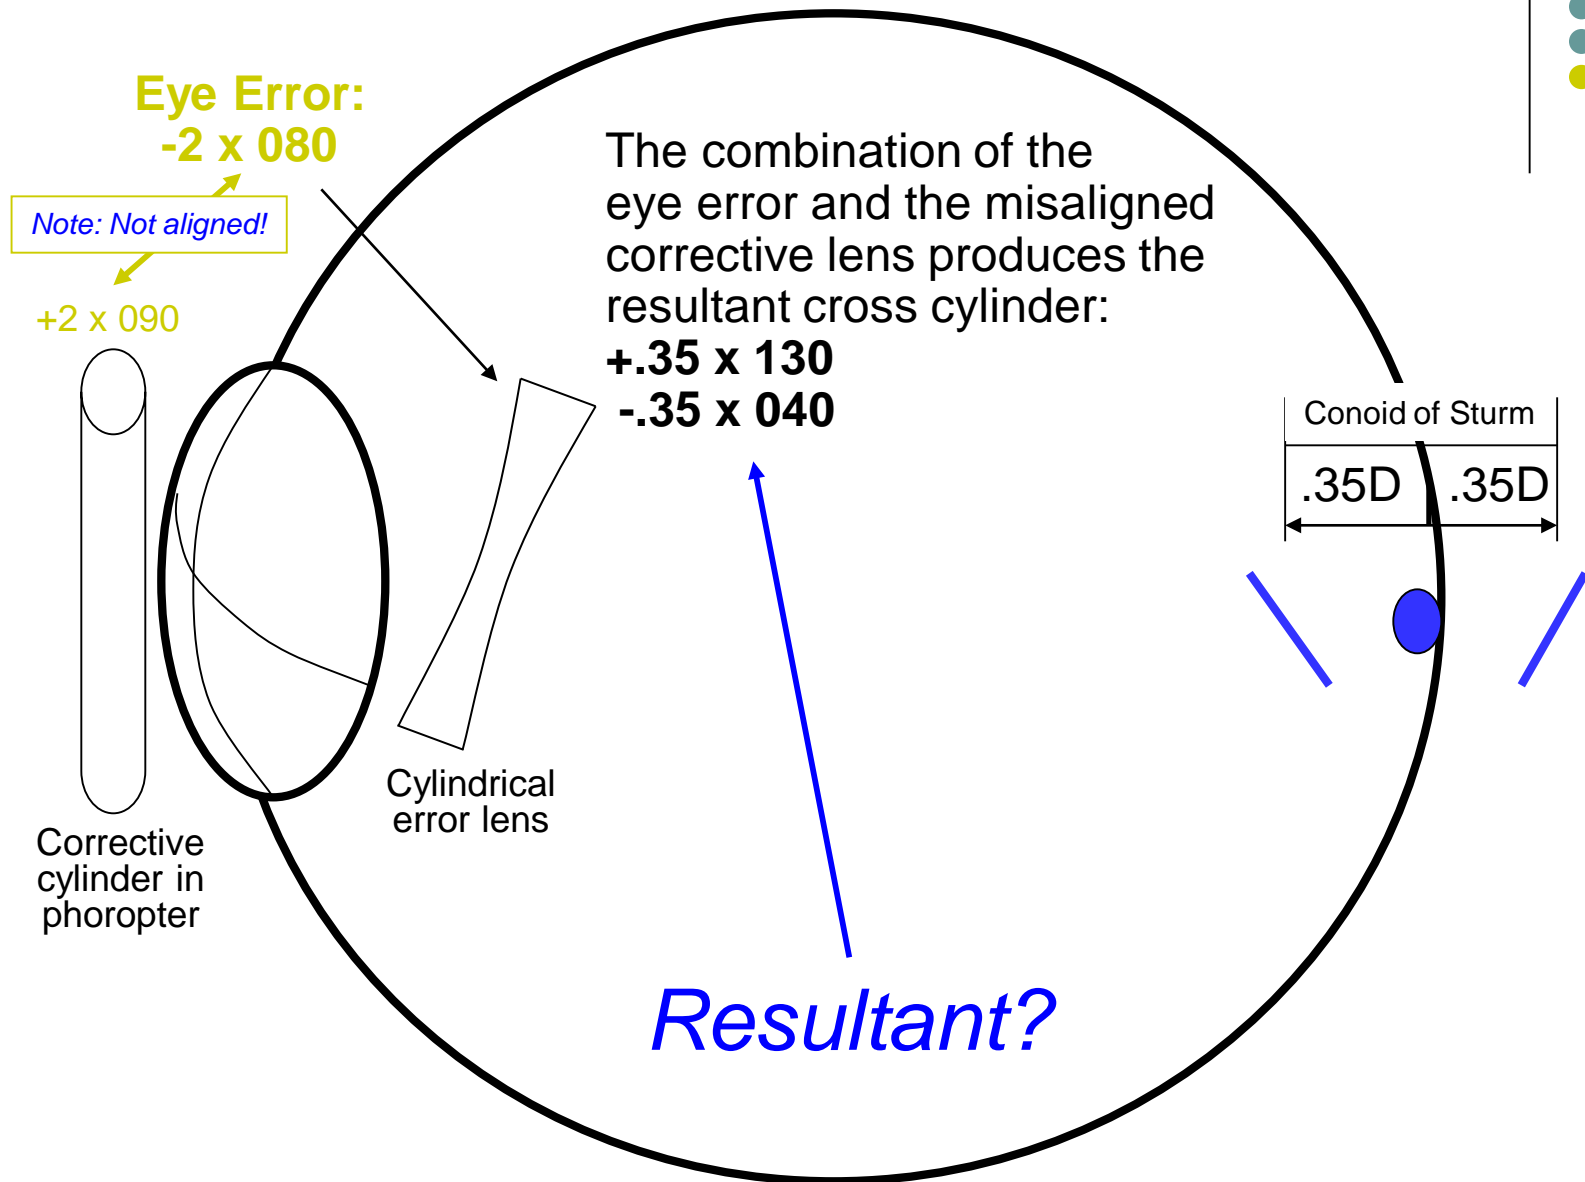 Eye Error:
-2 x 080
Note: Not aligned!
+2 x 090
The combination of the
eye error and the misaligned
corrective lens produces the
resultant cross cylinder:
+.35 x 130
-.35 x 040
Conoid of Sturm
.35D .35D
Cylindrical
error lens
Corrective
cylinder in
phoropter
Resultant?